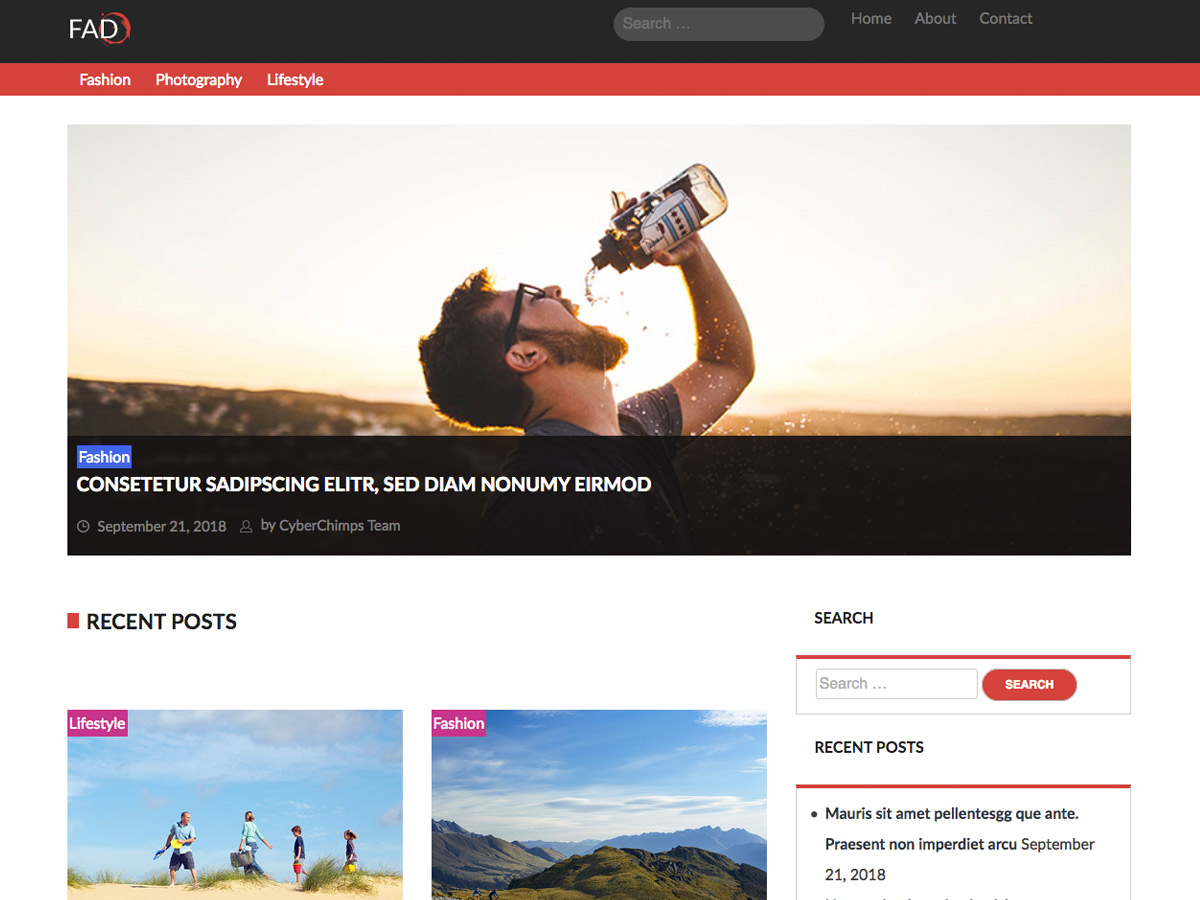 FAD
Search …
Home About Contact
Fashion Photography Lifestyle
Fashion
CONSETETUR SADIPSCING ELITR, SED DIAM NONUMY EIRMOD
September 21, 2018 by CyberChimps Team
RECENT POSTS
Lifestyle
Fashion
SEARCH
Search …
SEARCH
RECENT POSTS
Mauris sit amet pellentesgg que ante.
Praesent non imperdiet arcu September
21, 2018